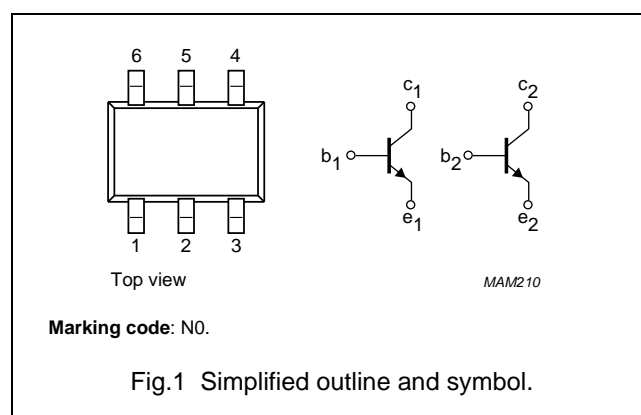 6 5 4
c1 c2
b1 b2
e1 e2
1 2 3
Top view
MAM210
Marking code: N0.
Fig.1 Simplified outline and symbol.